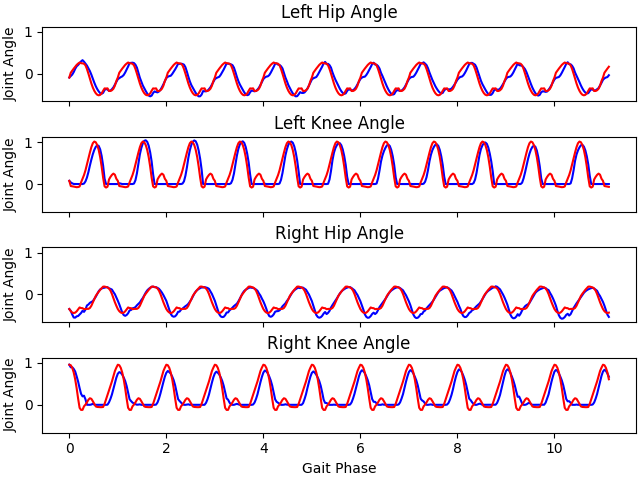 Left Hip Angle
Joint Angle
1
0
Left Knee Angle
Joint Angle
1
0
Right Hip Angle
Joint Angle
1
0
Right Knee Angle
Joint Angle
1
0
0 2 4 6 8 10
Gait Phase